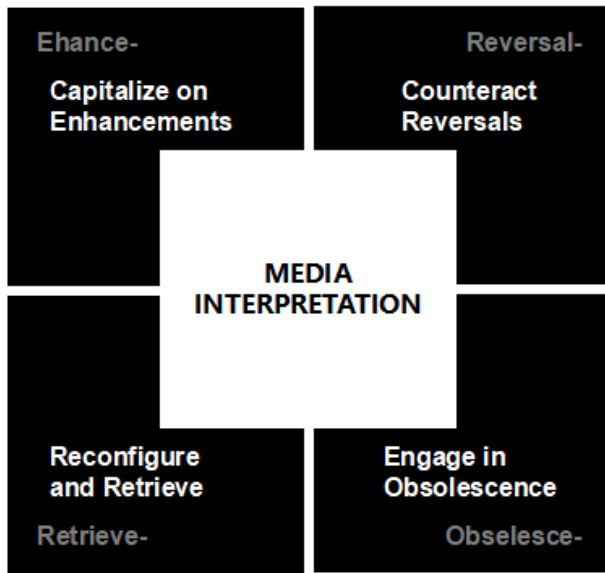 Ehance-
Capitalize on
Enhancements
Reversal-
Counteract
Reversals
MEDIA
INTERPRETATION
Reconfigure
and Retrieve
Retrieve-
Engage in
Obsolescence
Obselesce-